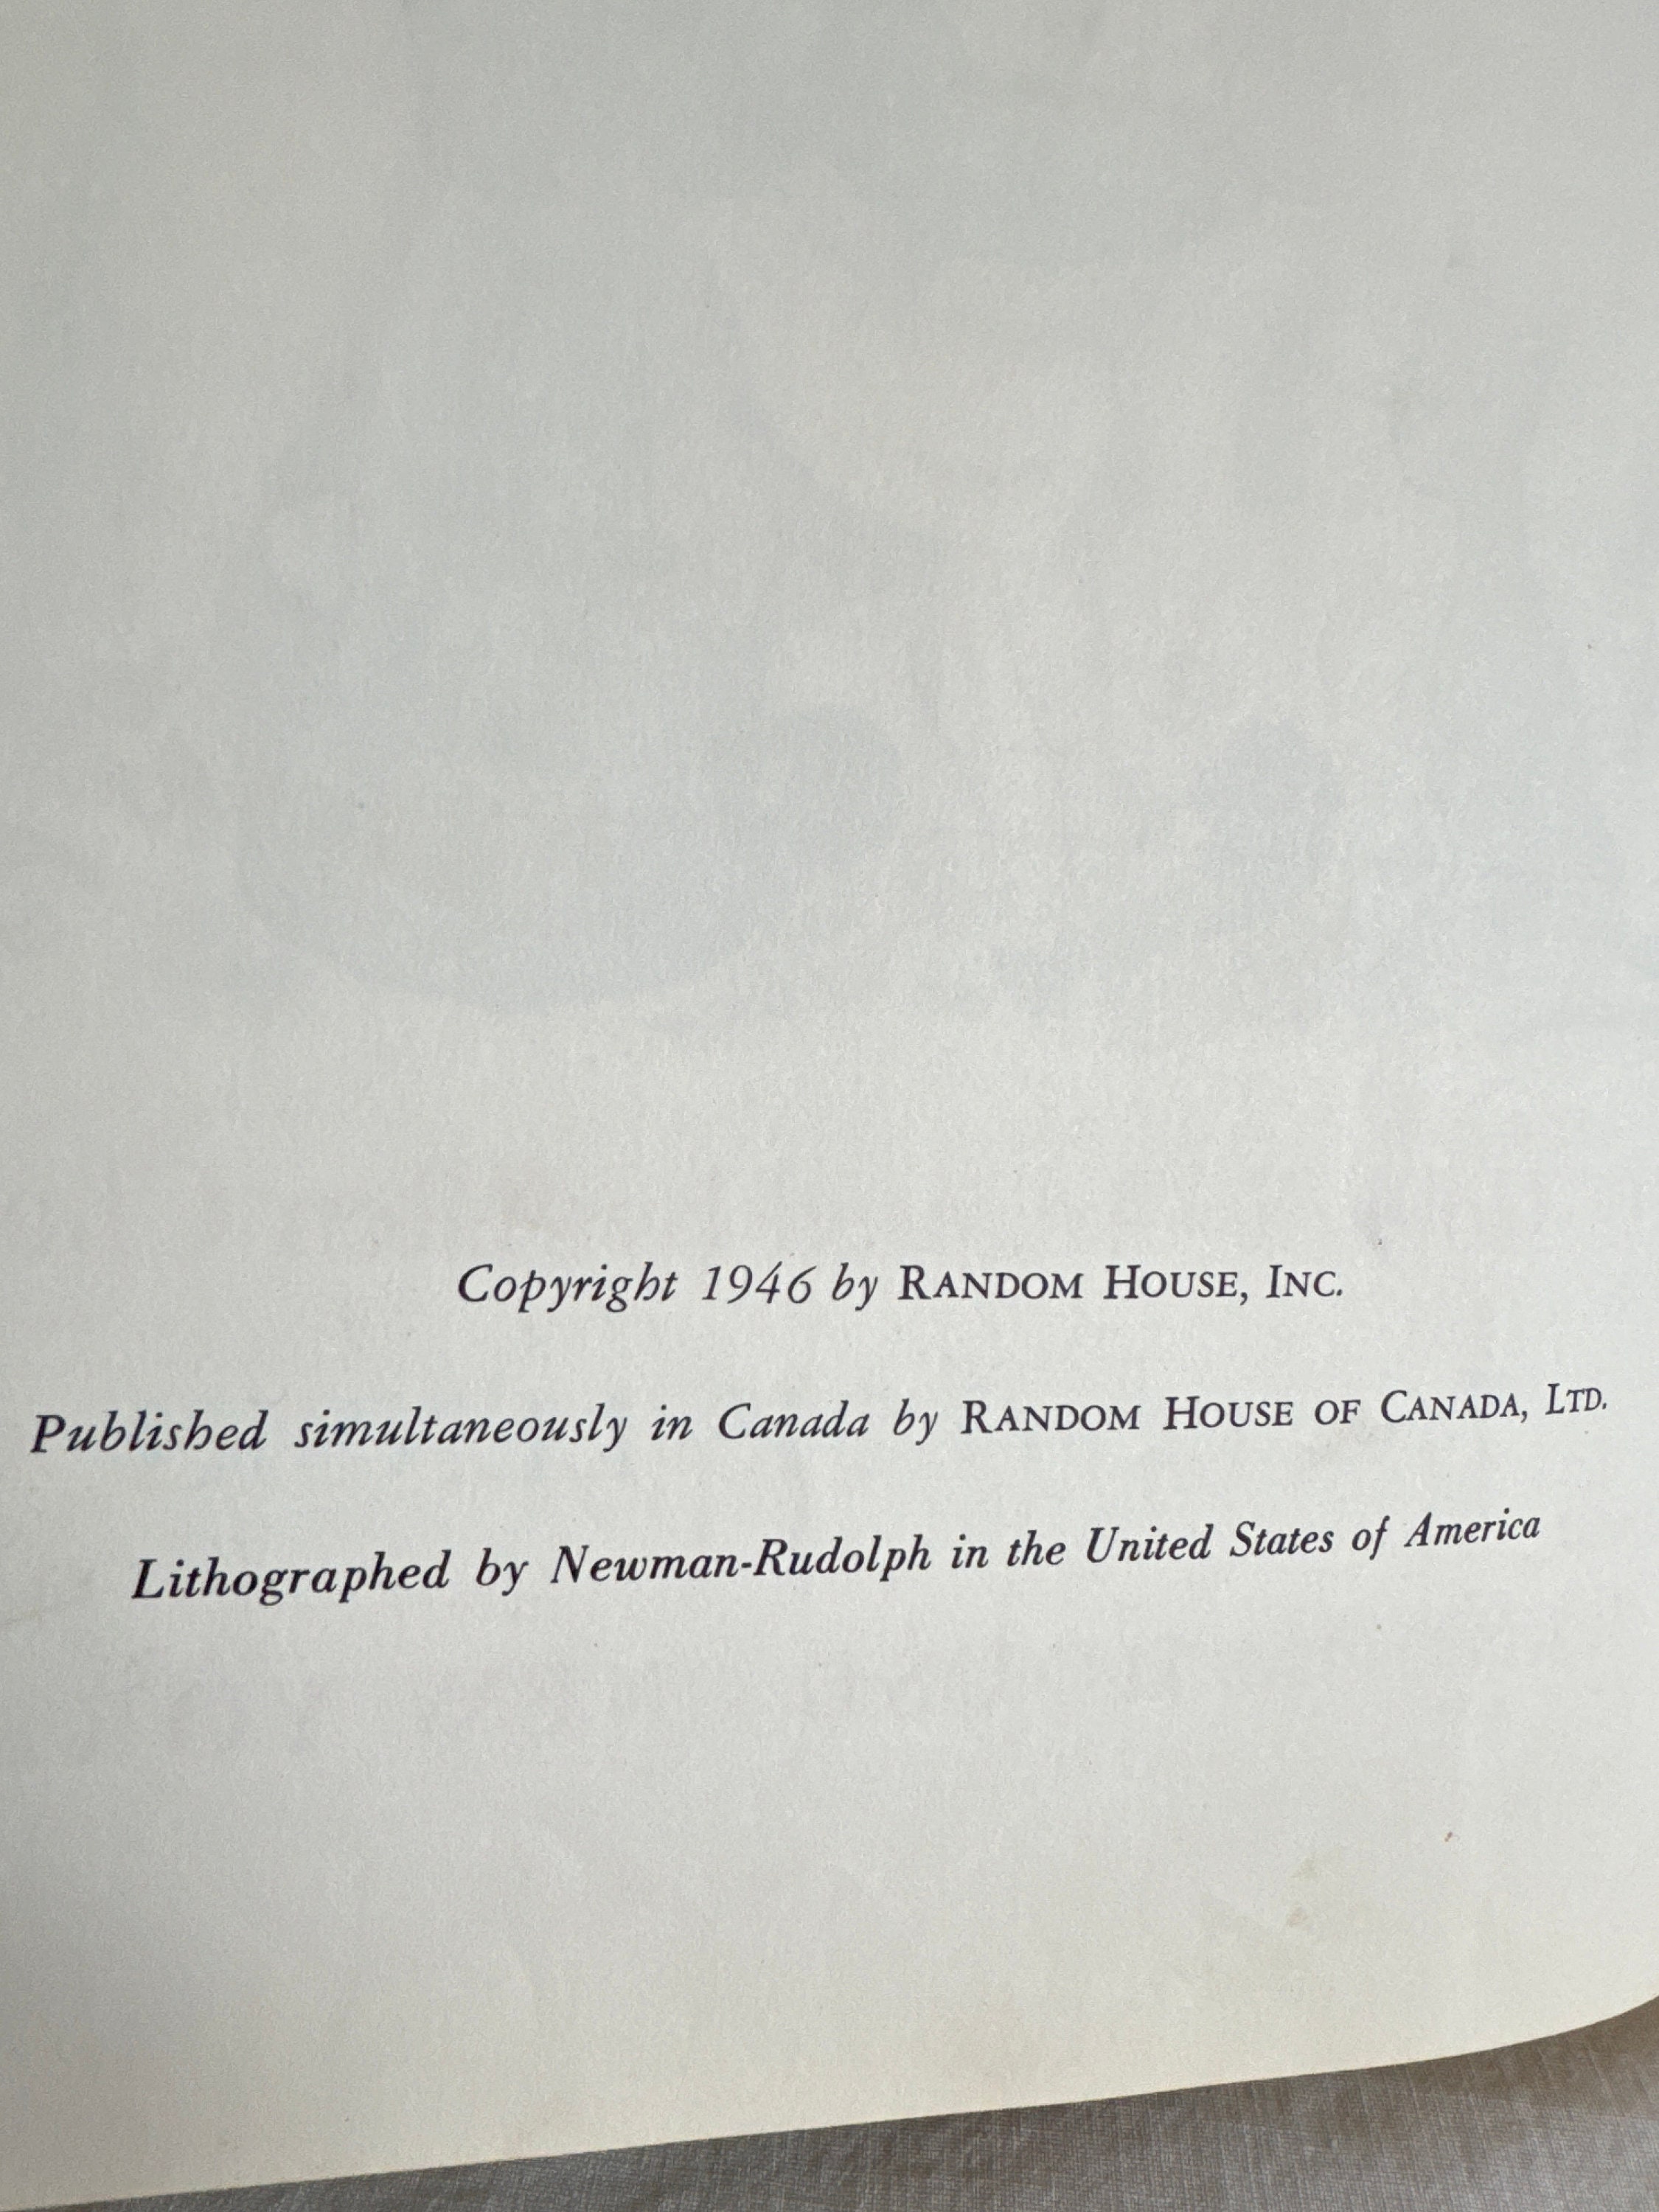 Copyright 1946 by RANDOM HOUSE, INC.
Published simultaneously in Canada by RANDOM HOUSE OF CANADA, LTD.
Lithographed by Newman-Rudolph in the United States of America